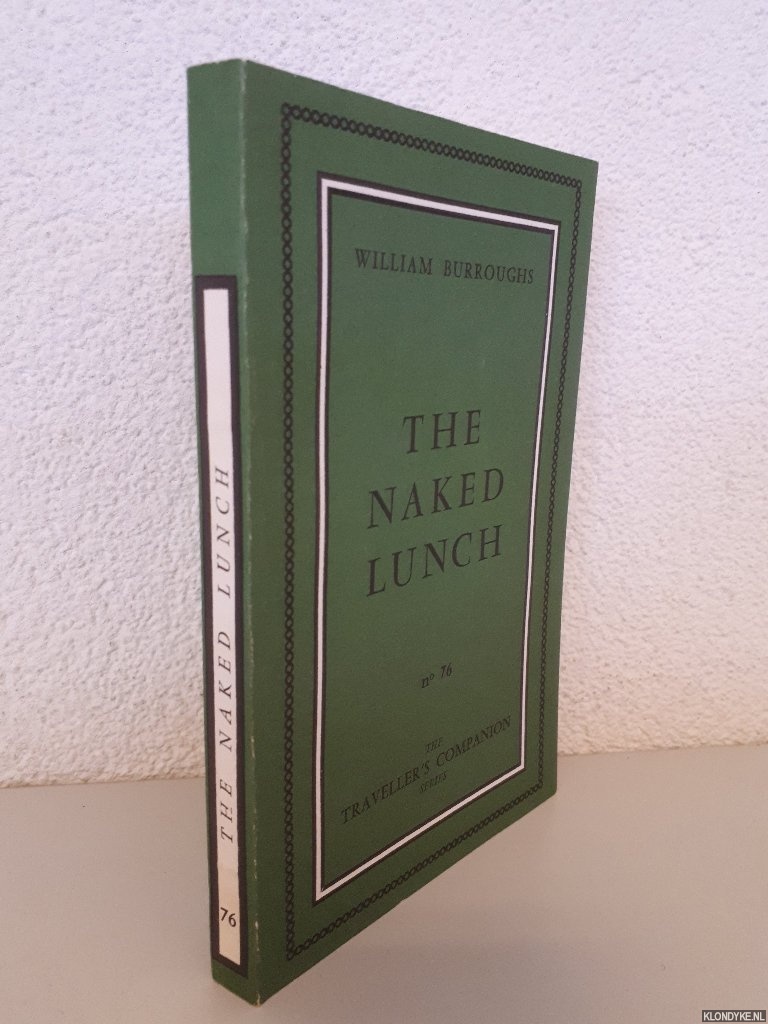 WILLIAM BURROUGHS
THE
NAKED
LUNCH
nº 76
THE
TRAVELLER'S COMPANION
SERIES
THE NAKED LUNCH
76
KLONDYKE.NL